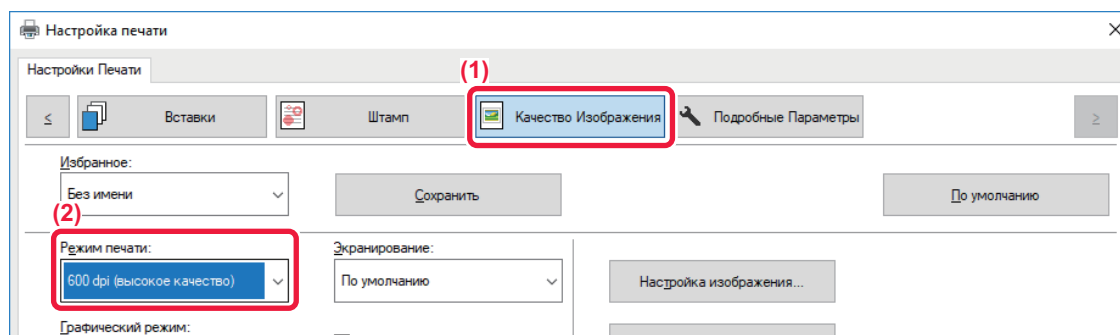 Настройка печати
Настройки Печати
(1)
< Вставки Штамп Качество Изображения Подробные Параметры >
Избранное:
Без имени Сохранить По умолчанию
(2)
Режим печати: Экранирование:
600 dpi (высокое качество) По умолчанию Настройка изображения...
Графический режим: